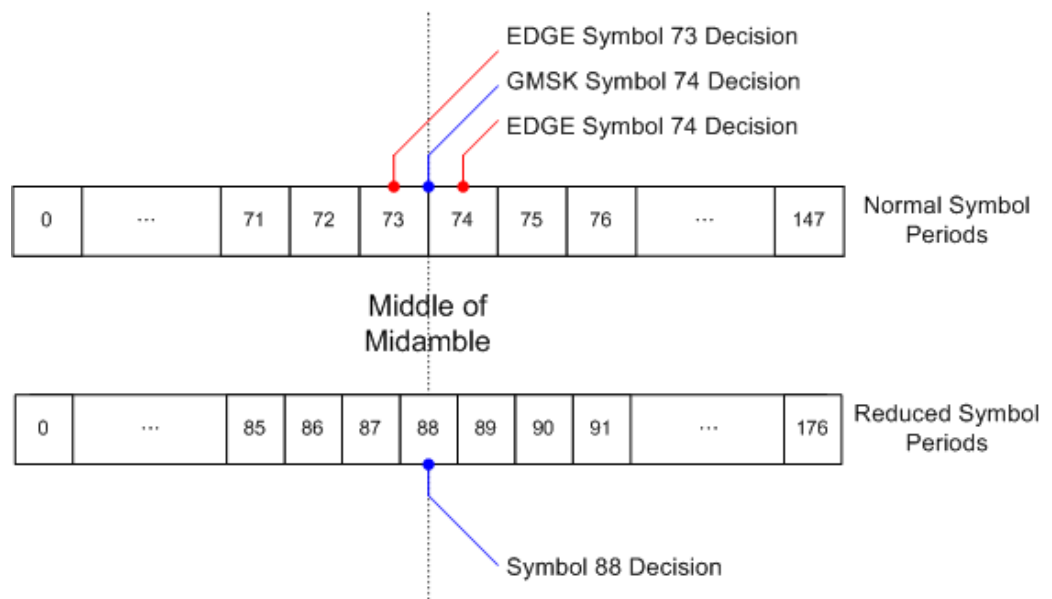 EDGE Symbol 73 Decision
GMSK Symbol 74 Decision
EDGE Symbol 74 Decision
0 ... 71 72 73 74 75 76 ... 147
Normal Symbol
Periods
Middle of
Midamble
0 ... 85 86 87 88 89 90 91 ... 176
Reduced Symbol
Periods
Symbol 88 Decision